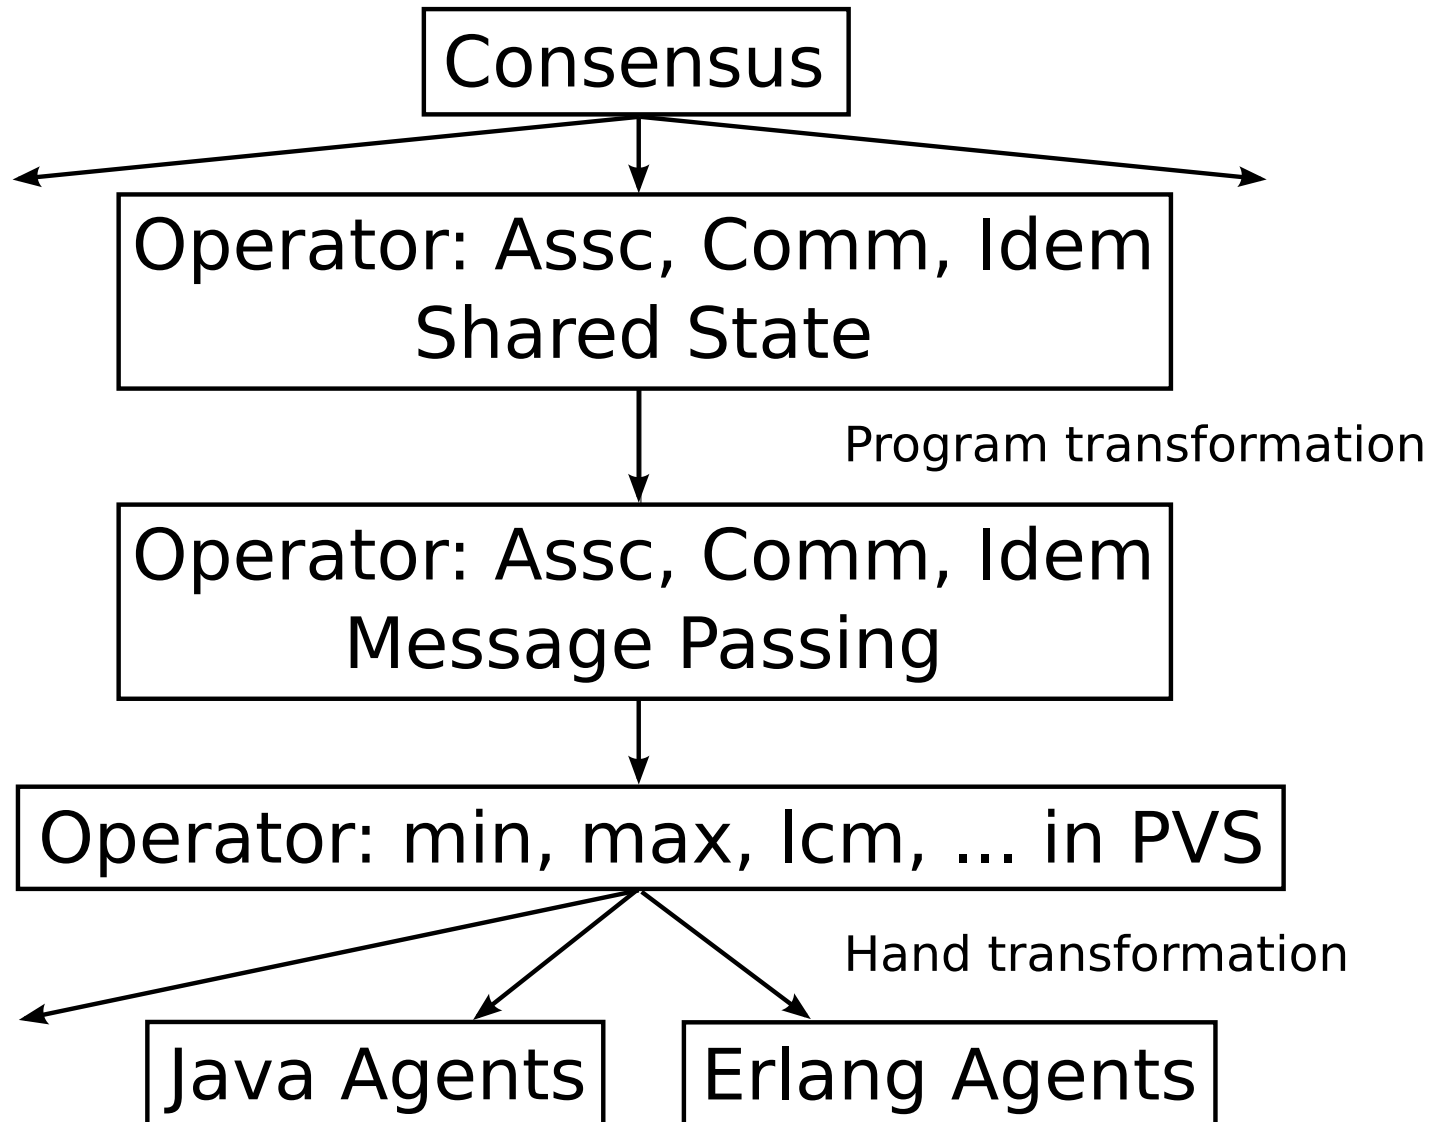 Consensus
Operator: Assc, Comm, Idem
Shared State
Program transformation
Operator: Assc, Comm, Idem
Message Passing
Operator: min, max, lcm, ... in PVS
Hand transformation
Java Agents
Erlang Agents